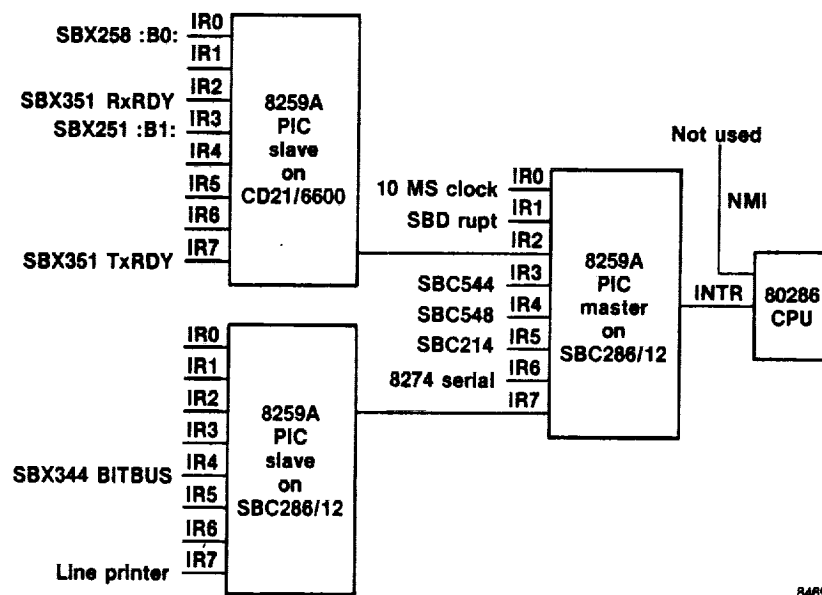 SBX258 :B0:
IR0
IR1
SBX351 RxRDY
IR2
SBX251 :B1:
IR3
IR4
IR5
IR6
SBX351 TxRDY
IR7
8259A
PIC
slave
on
CD21/6600
IR0
IR1
IR2
IR3
SBX344 BITBUS
IR4
IR5
IR6
Line printer
IR7
8259A
PIC
slave
on
SBC286/12
10 MS clock
IR0
SBD rupt
IR1
IR2
SBC544
IR3
SBC548
IR4
SBC214
IR5
8274 serial
IR6
IR7
8259A
PIC
master
on
SBC286/12
Not used
NMI
INTR
80286
CPU
8469